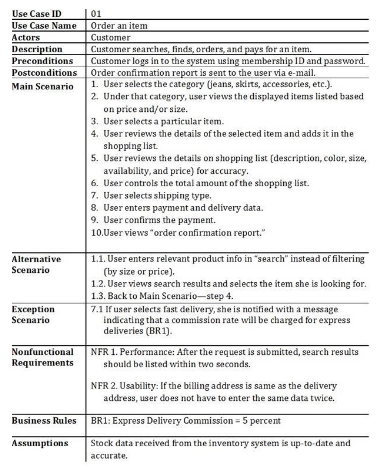 Use Case ID 01
Use Case Name Order an item
Actors Customer
Description Customer searches, finds, orders, and pays for an item.
Preconditions Customer logs in to the system using membership ID and password.
Postconditions Order confirmation report is sent to the user via e-mail.
Main Scenario 1. User selects the category (jeans, skirts, accessories, etc.).
2. Under that category, user views the displayed items listed based
on price and/or size.
3. User selects a particular item.
4. User reviews the details of the selected item and adds it in the
shopping list.
5. User reviews the details on shopping list (description, color, size,
availability, and price) for accuracy.
6. User controls the total amount of the shopping list.
7. User selects shipping type.
8. User enters payment and delivery data.
9. User confirms the payment.
10.User views “order confirmation report.”
Alternative 1.1. User enters relevant product info in “search” instead of filtering
Scenario (by size or price).
1.2. User views search results and selects the item she is looking for.
1.3. Back to Main Scenario—step 4.
Exception 7.1 If user selects fast delivery, she is notified with a message
Scenario indicating that a commission rate will be charged for express
deliveries (BR1).
Nonfunctional NFR 1. Performance: After the request is submitted, search results
Requirements should be listed within two seconds.
NFR 2. Usability: If the billing address is same as the delivery
address, user does not have to enter the same data twice.
Business Rules BR1: Express Delivery Commission = 5 percent
Assumptions Stock data received from the inventory system is up-to-date and
accurate.